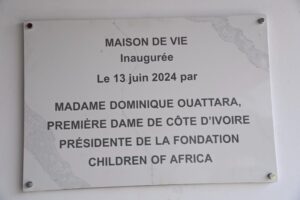 MAISON DE VIE
Inaugurée
Le 13 juin 2024 par
MADAME DOMINIQUE OUATTARA,
PREMIÈRE DAME DE CÔTE D'IVOIRE
PRÉSIDENTE DE LA FONDATION
CHILDREN OF AFRICA